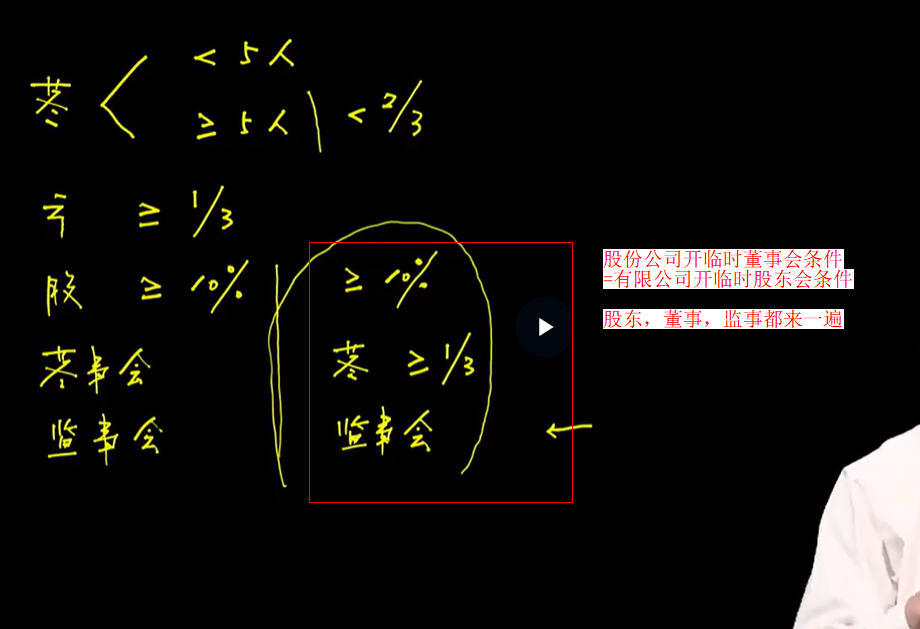 < 5人
董 ≥ 5人 < 2/3
亏 ≥ 1/3
股 ≥ 10% ≥ 10%
董事会 董 ≥ 1/3
监事会 监事会 ←
股份公司开临时董事会条件
=有限公司开临时股东会条件
股东，董事，监事都来一遍